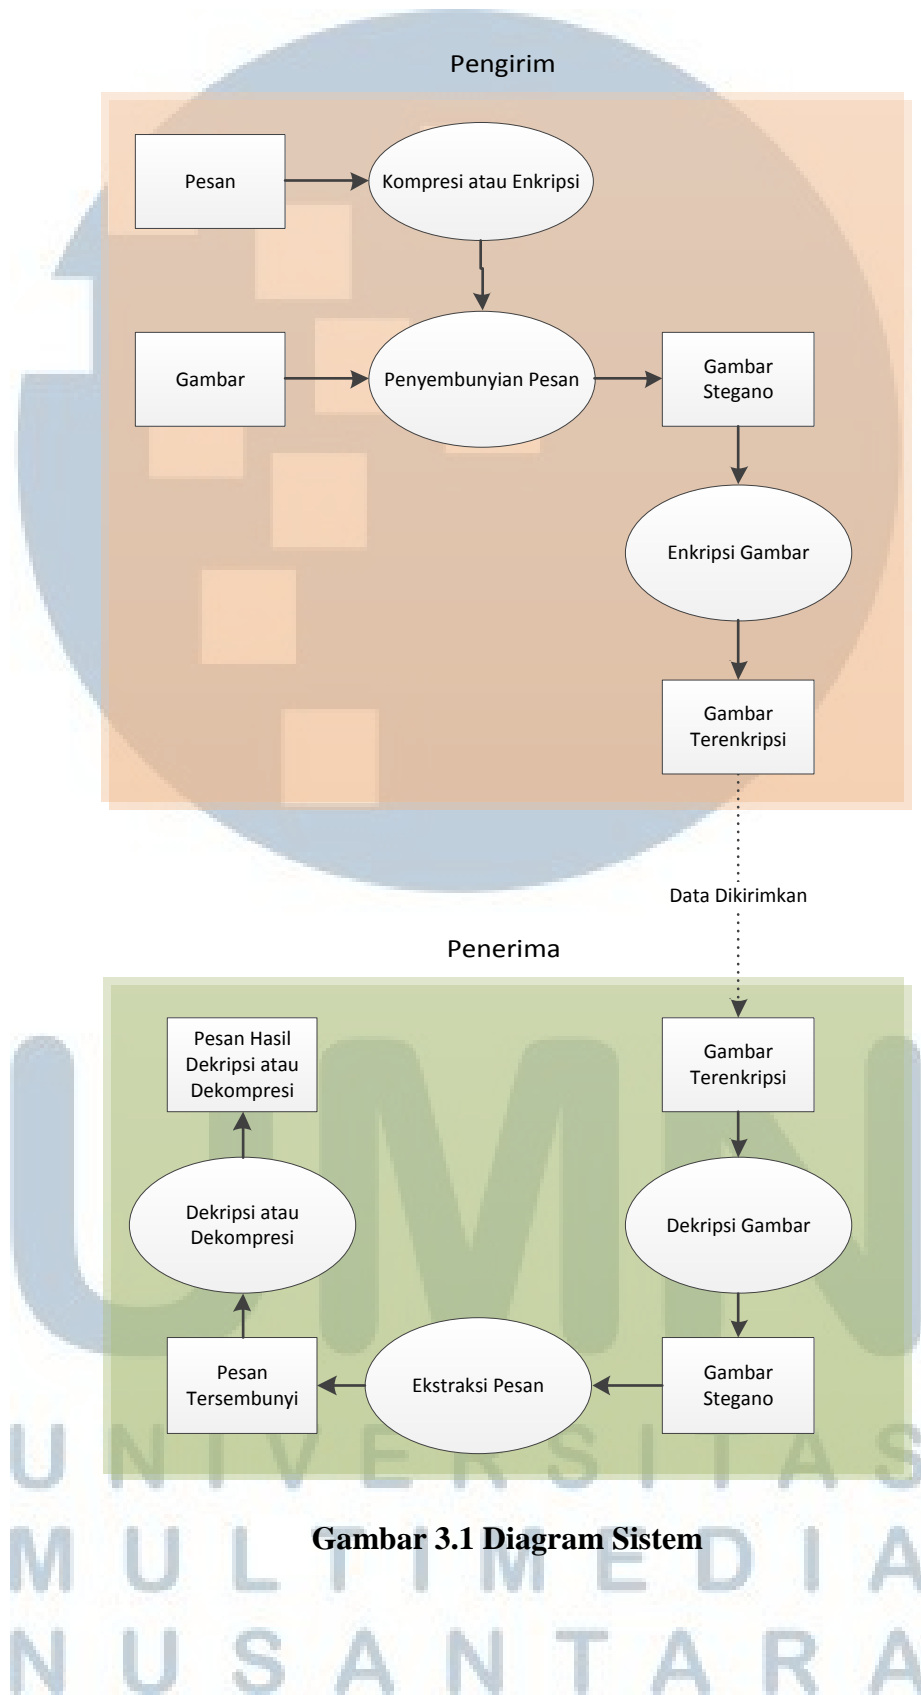 Pengirim
Pesan
Kompresi atau Enkripsi
Gambar
Penyembunyian Pesan
Gambar
Stegano
Enkripsi Gambar
Gambar
Terenkripsi
Data Dikirimkan
Penerima
Pesan Hasil
Dekripsi atau
Dekompresi
Gambar
Terenkripsi
Dekripsi atau
Dekompresi
Dekripsi Gambar
Pesan
Tersembunyi
Ekstraksi Pesan
Gambar
Stegano
UMN
UNIVERSITAS
Gambar 3.1 Diagram Sistem
MULTIMEDIA
NUSANTARA